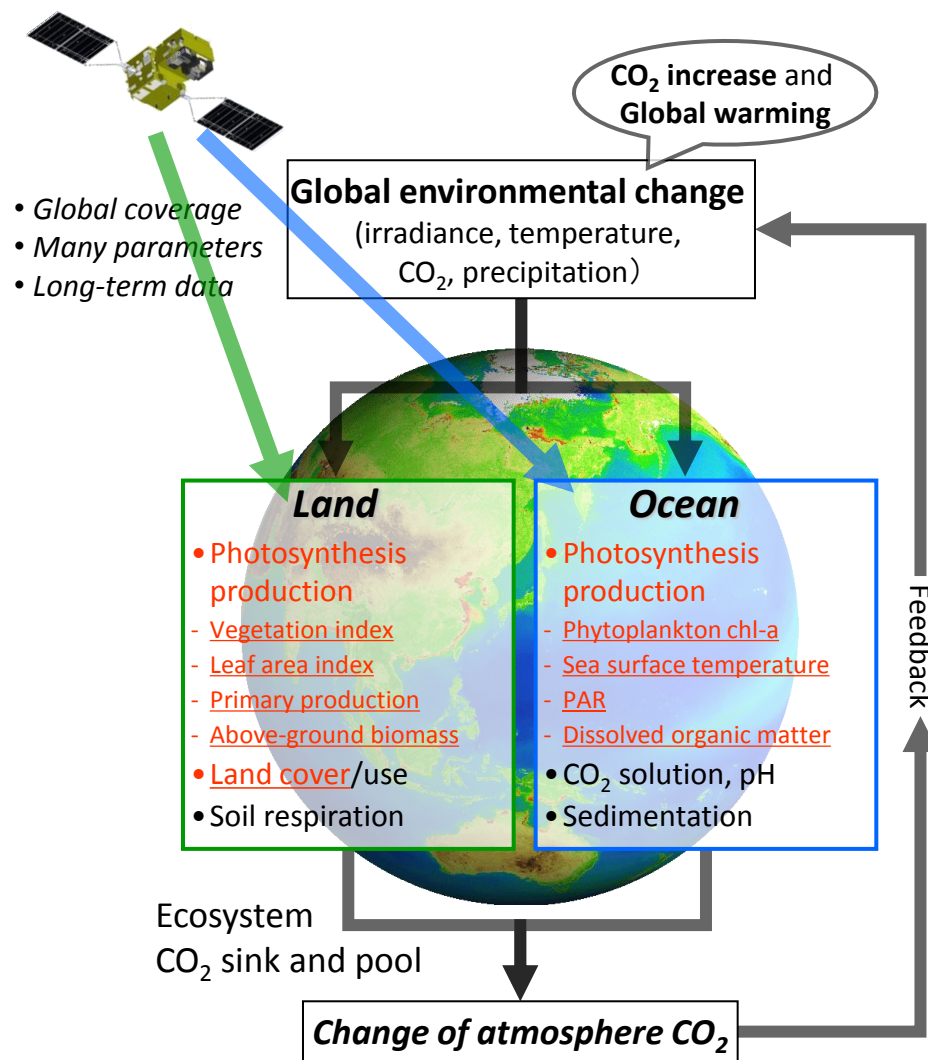 CO₂ increase and
Global warming
Global environmental change
(irradiance, temperature,
CO₂, precipitation）
• Global coverage
• Many parameters
• Long-term data
Land
• Photosynthesis
production
- Vegetation index
- Leaf area index
- Primary production
- Above-ground biomass
• Land cover/use
• Soil respiration
Ocean
• Photosynthesis
production
- Phytoplankton chl-a
- Sea surface temperature
- PAR
- Dissolved organic matter
• CO₂ solution, pH
• Sedimentation
Feedback
Ecosystem
CO₂ sink and pool
Change of atmosphere CO₂